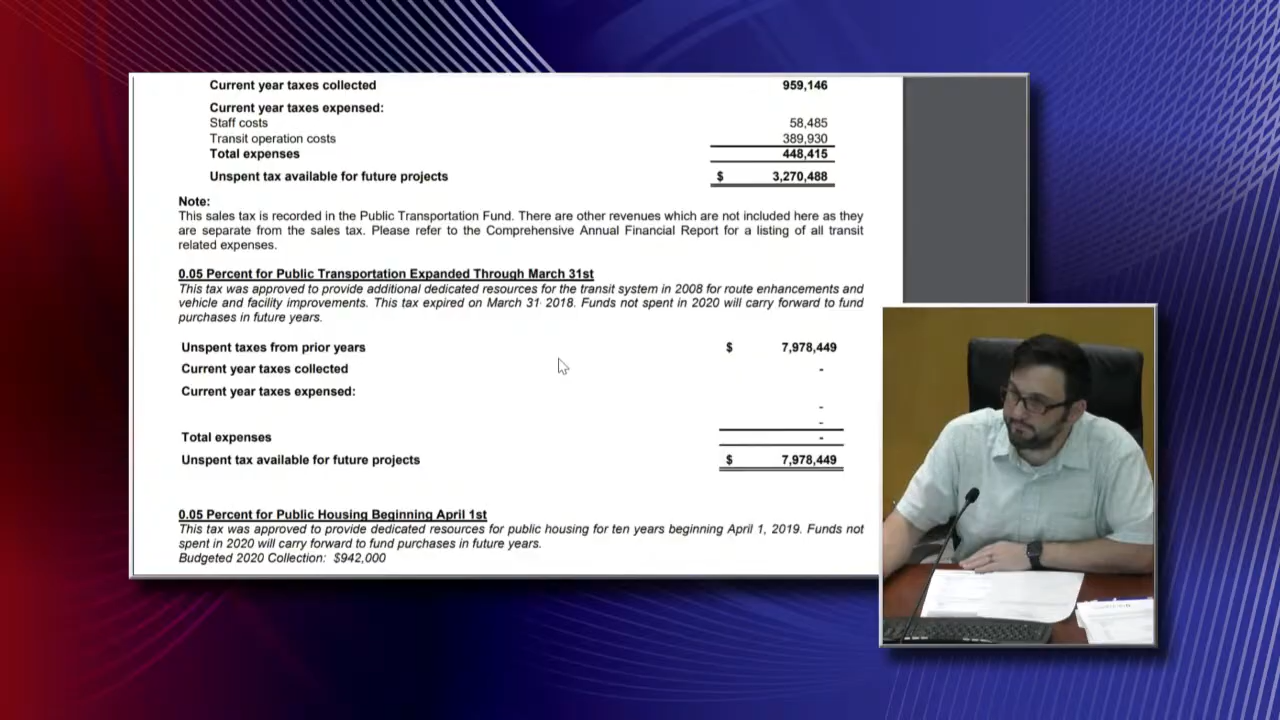 Current year taxes collected 959,146
Current year taxes expensed:
Staff costs 58,485
Transit operation costs 389,930
Total expenses 448,415
Unspent tax available for future projects $ 3,270,488
Note:
This sales tax is recorded in the Public Transportation Fund. There are other revenues which are not included here as they
are separate from the sales tax. Please refer to the Comprehensive Annual Financial Report for a listing of all transit
related expenses.
0.05 Percent for Public Transportation Expanded Through March 31st
This tax was approved to provide additional dedicated resources for the transit system in 2008 for route enhancements and
vehicle and facility improvements. This tax expired on March 31, 2018. Funds not spent in 2020 will carry forward to fund
purchases in future years.
Unspent taxes from prior years $ 7,978,449
Current year taxes collected -
Current year taxes expensed:
-
-
Total expenses -
Unspent tax available for future projects $ 7,978,449
0.05 Percent for Public Housing Beginning April 1st
This tax was approved to provide dedicated resources for public housing for ten years beginning April 1, 2019. Funds not
spent in 2020 will carry forward to fund purchases in future years.
Budgeted 2020 Collection: $942,000